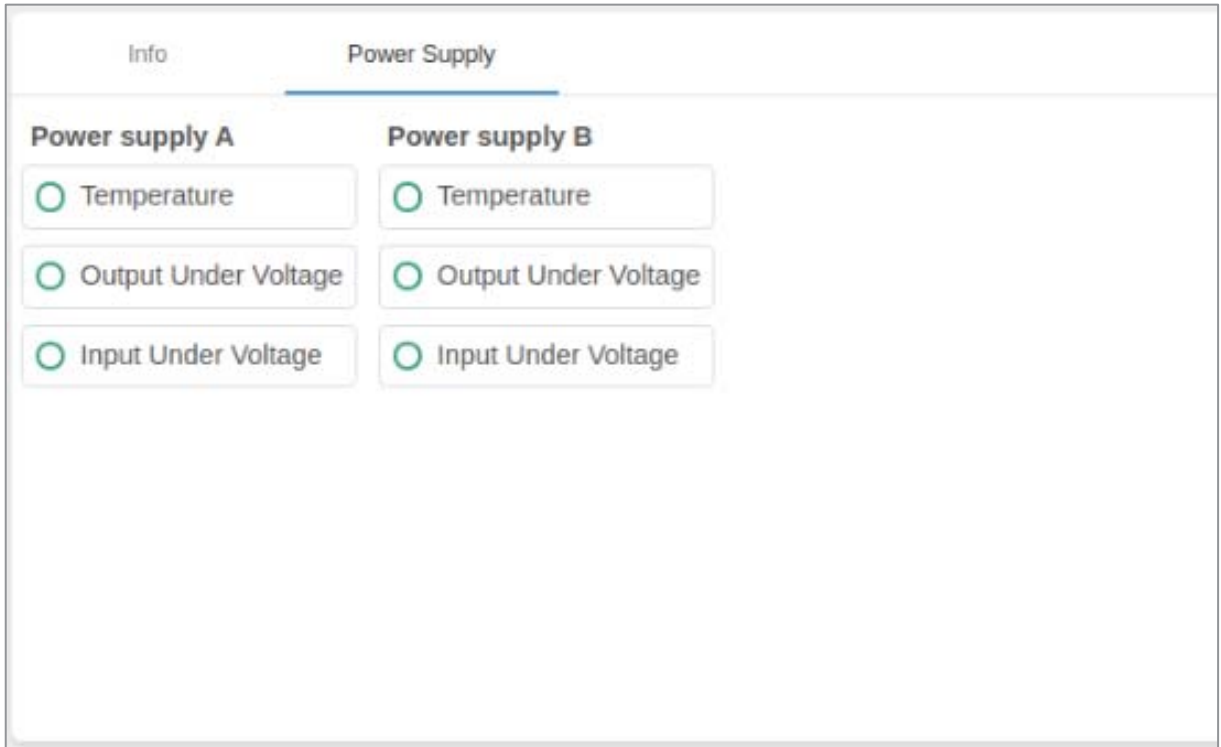 Info
Power Supply
Power supply A
Power supply B
Temperature
Temperature
Output Under Voltage
Output Under Voltage
Input Under Voltage
Input Under Voltage